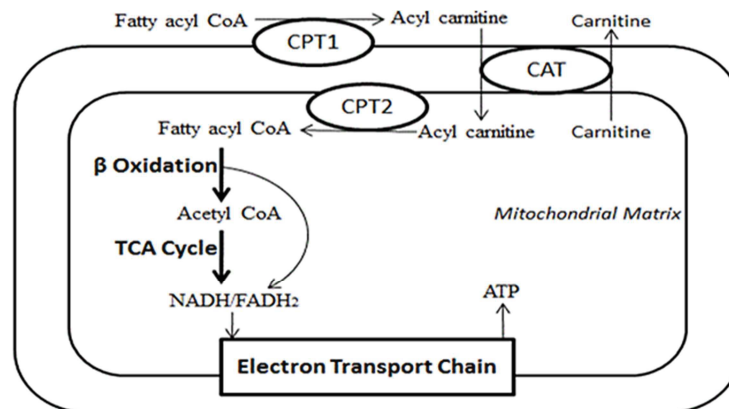 Fatty acyl CoA
Acyl carnitine
Carnitine
CPT1
CAT
CPT2
Fatty acyl CoA
Acyl carnitine
Carnitine
β Oxidation
Acetyl CoA
Mitochondrial Matrix
TCA Cycle
NADH/FADH2
ATP
Electron Transport Chain